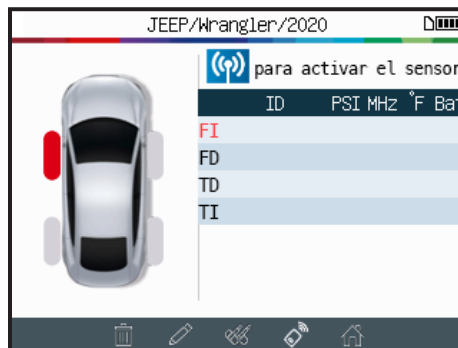 JEEP/Wrangler/2020
para activar el sensor
ID PSI MHz °F Bat
FI
FD
TD
TI